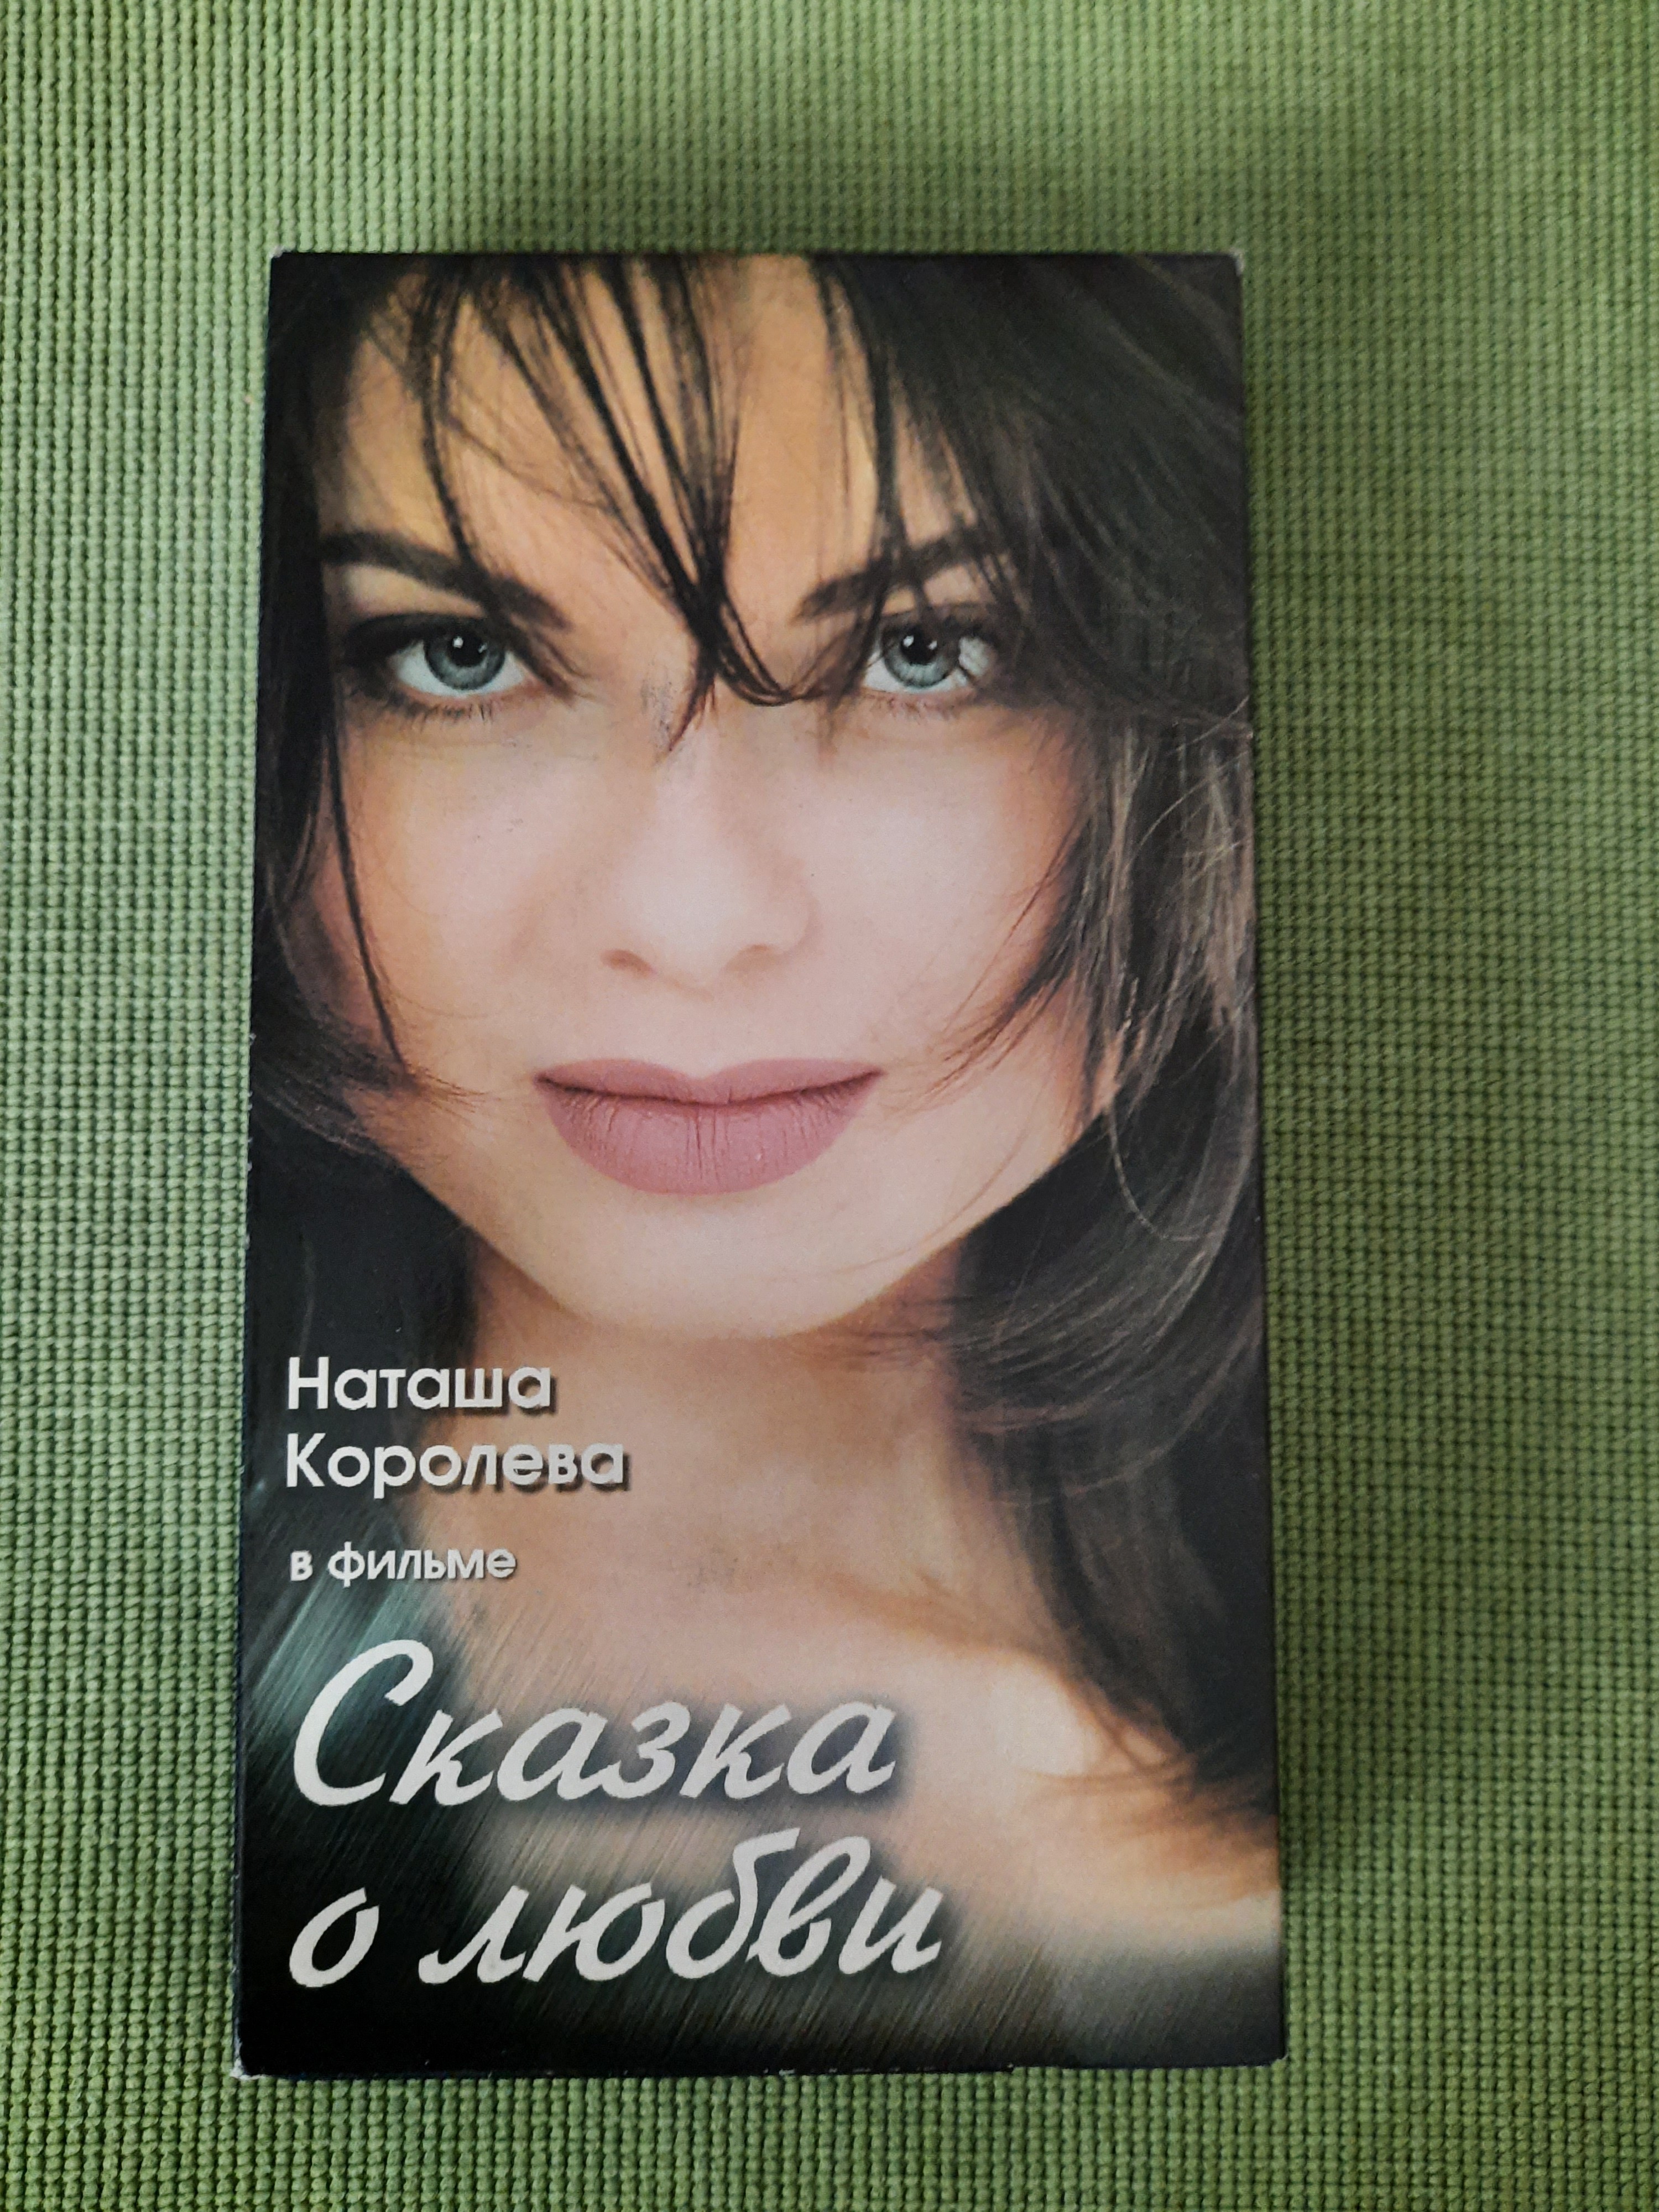 Наташа
Королева
в фильме
Сказка
о любви